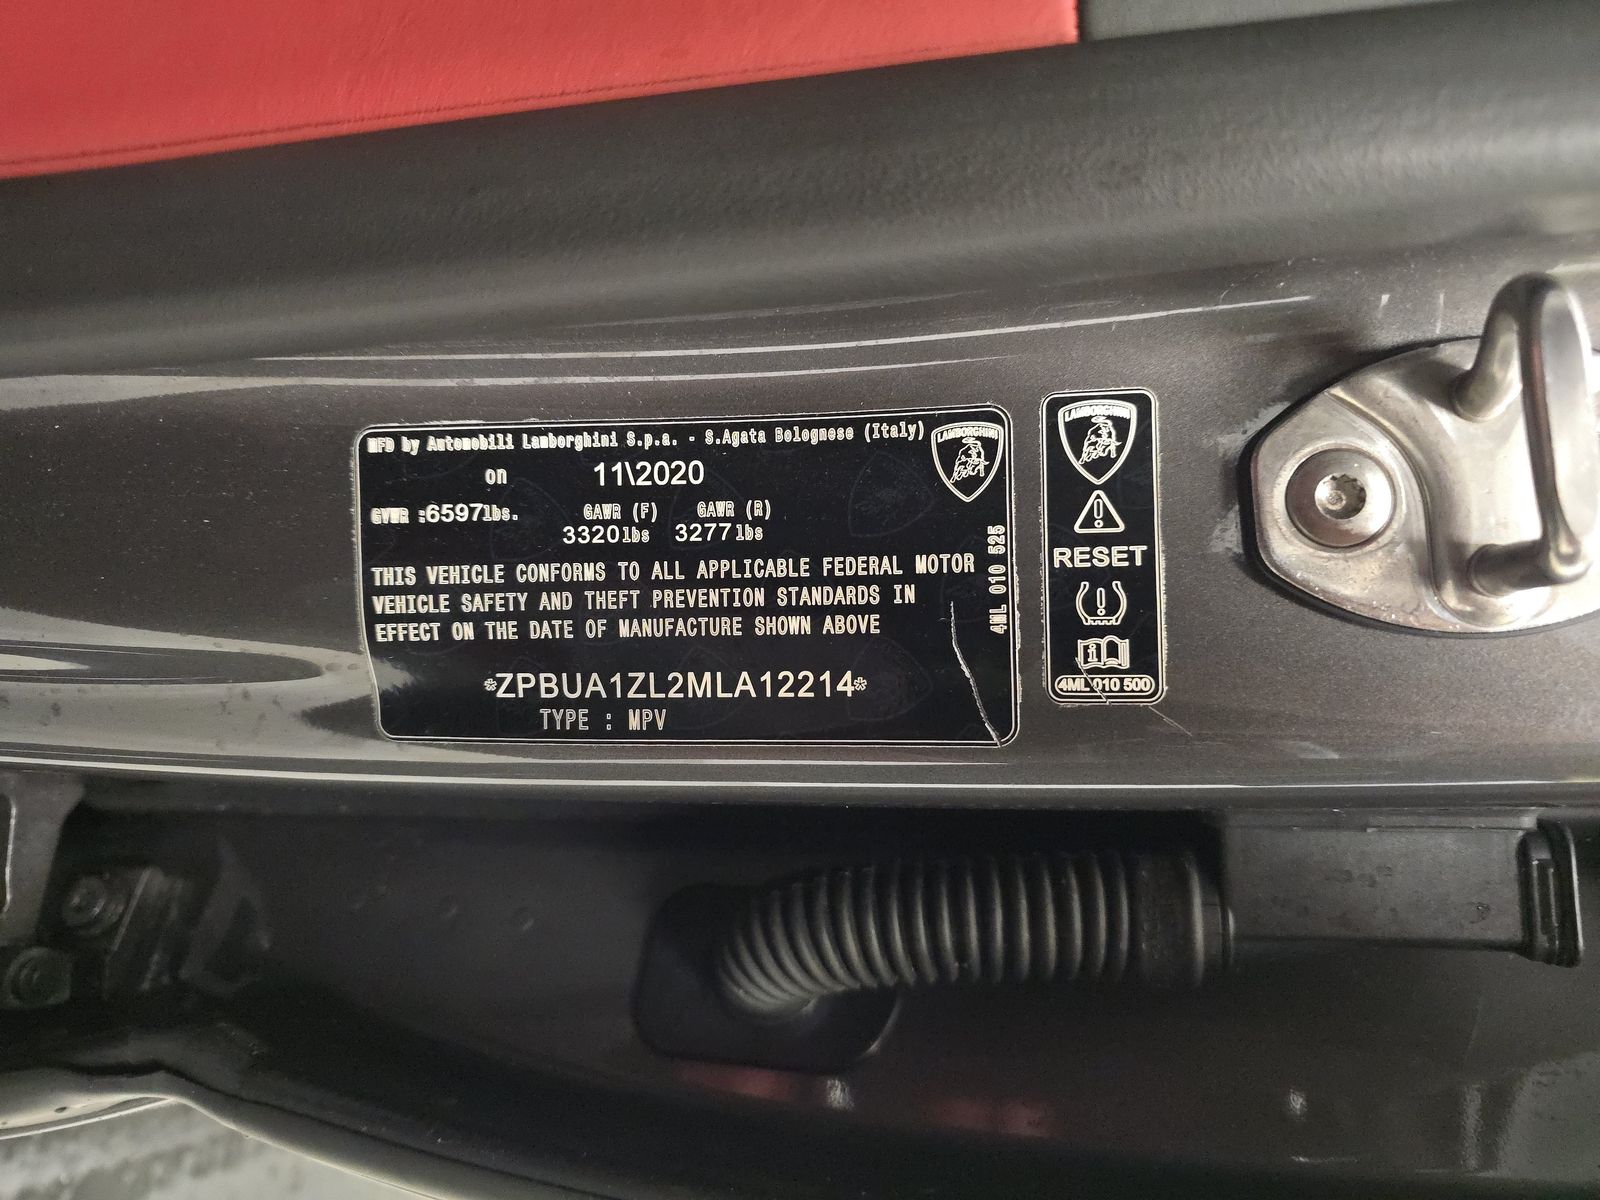 MFD by Automobili Lamborghini S.p.a. - S.Agata Bolognese (Italy)
on 11\2020
GVWR :6597lbs. GAWR (F) GAWR (R)
3320lbs 3277lbs
THIS VEHICLE CONFORMS TO ALL APPLICABLE FEDERAL MOTOR
VEHICLE SAFETY AND THEFT PREVENTION STANDARDS IN
EFFECT ON THE DATE OF MANUFACTURE SHOWN ABOVE
*ZPBUA1ZL2MLA12214*
TYPE : MPV
LAMBORGHINI
4ML 010 525
LAMBORGHINI
RESET
4ML 010 500